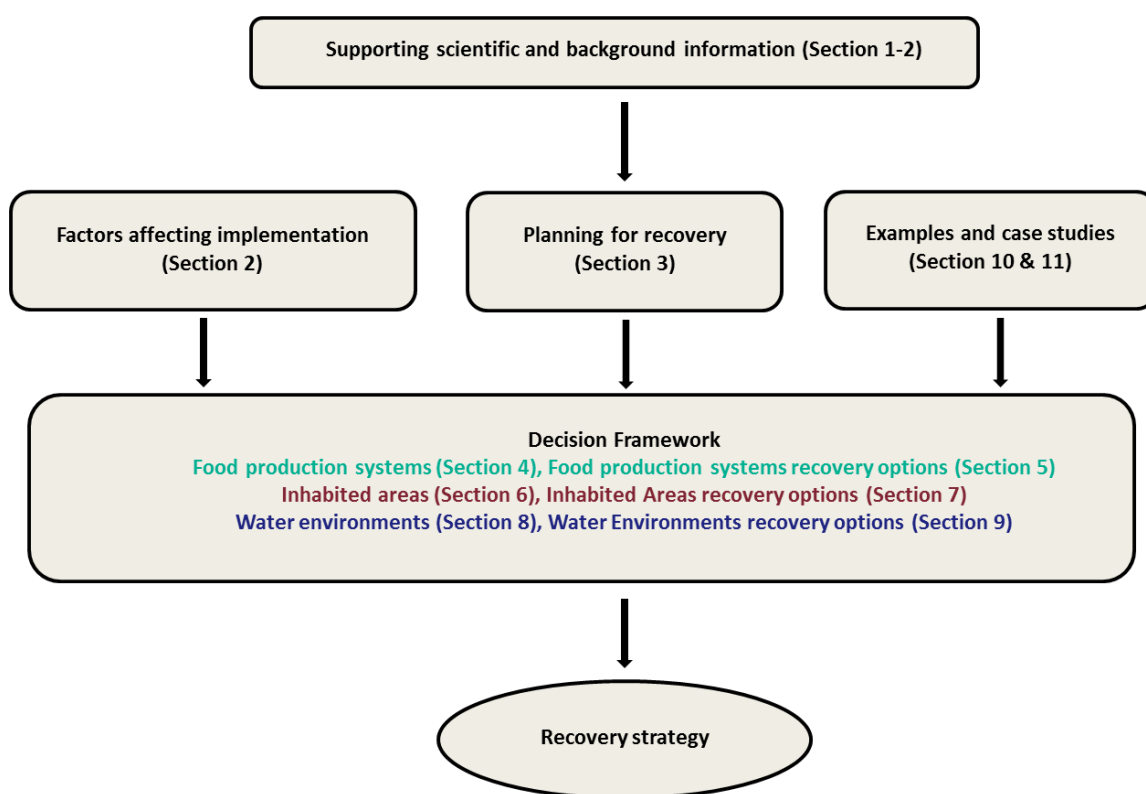 Supporting scientific and background information (Section 1-2)
Factors affecting implementation
(Section 2)
Planning for recovery
(Section 3)
Examples and case studies
(Section 10 & 11)
Decision Framework
Food production systems (Section 4), Food production systems recovery options (Section 5)
Inhabited areas (Section 6), Inhabited Areas recovery options (Section 7)
Water environments (Section 8), Water Environments recovery options (Section 9)
Recovery strategy